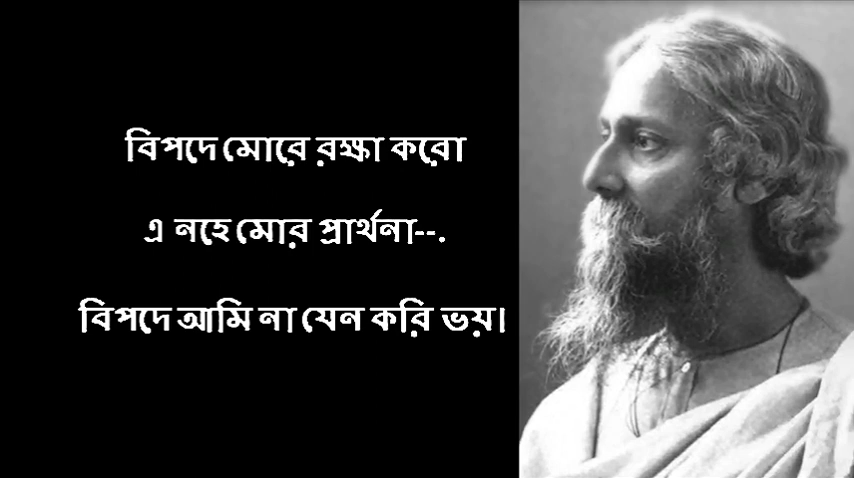 বিপদে মোরে রক্ষা করো
এ নহে মোর প্রার্থনা--.
বিপদে আমি না যেন করি ভয়।